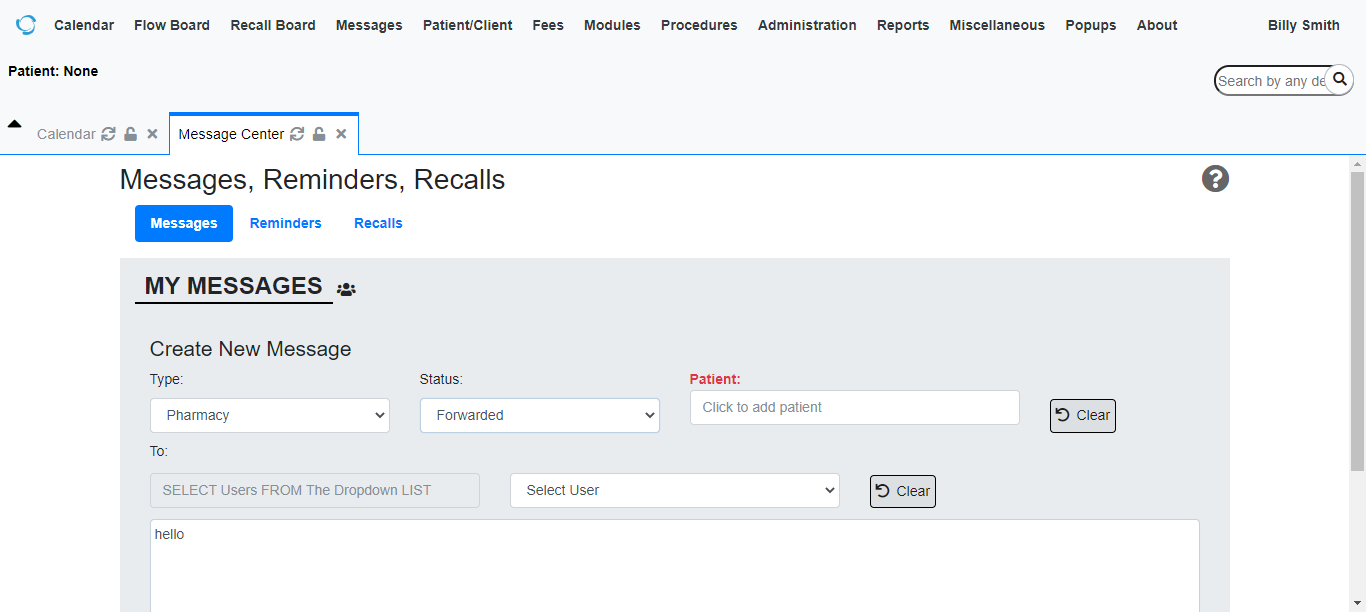 Calendar Flow Board Recall Board Messages Patient/Client Fees Modules Procedures Administration Reports Miscellaneous Popups About Billy Smith
Patient: None
Search by any de
Calendar Message Center
Messages, Reminders, Recalls
Messages Reminders Recalls
MY MESSAGES
Create New Message
Type: Status: Patient:
Pharmacy Forwarded Click to add patient Clear
To:
SELECT Users FROM The Dropdown LIST Select User Clear
hello